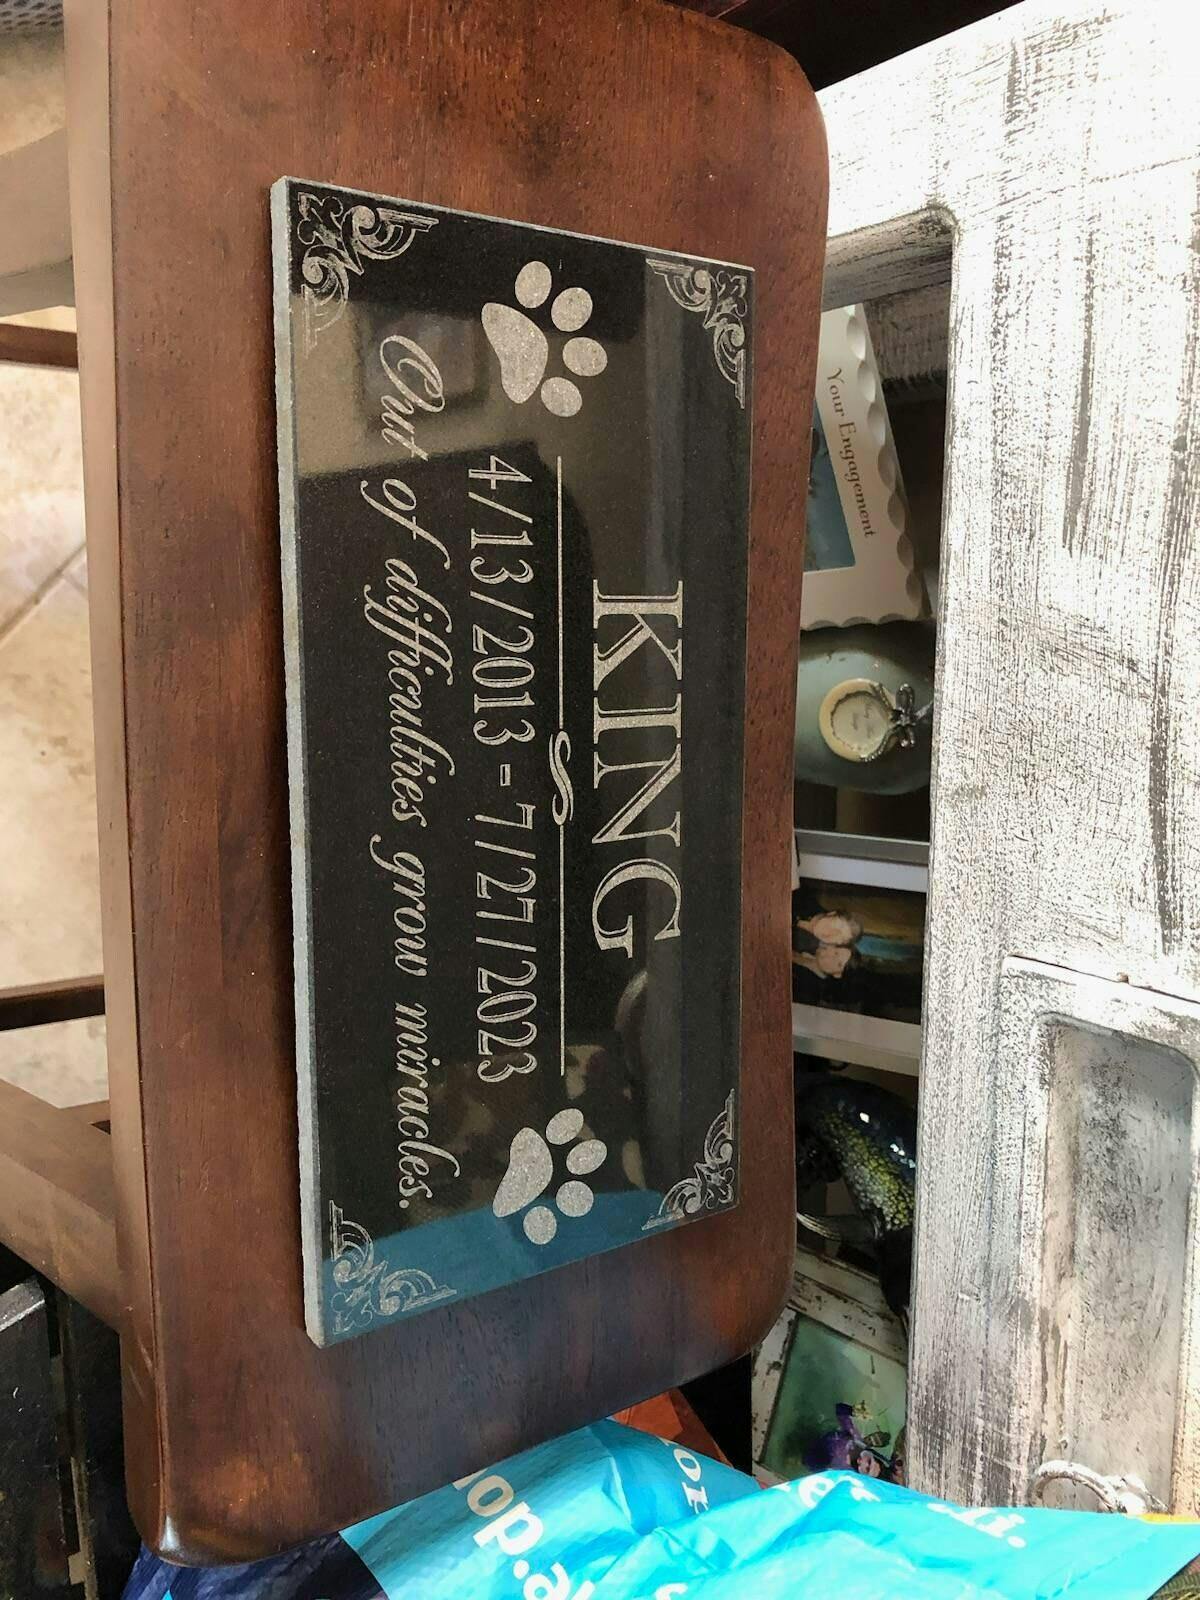 KING
4/13/2013 - 7/27/2023
Out of difficulties grow miracles.
Your Engagement